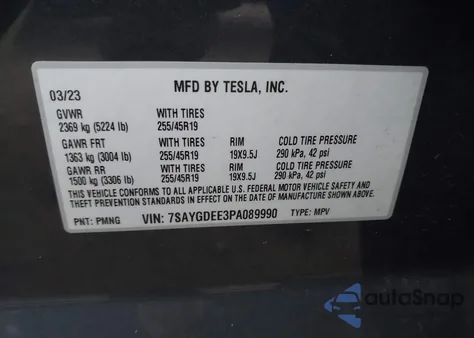 MFD BY TESLA, INC.
03/23
GVWR WITH TIRES
2369 kg (5224 lb) 255/45R19
GAWR FRT WITH TIRES RIM COLD TIRE PRESSURE
1363 kg (3004 lb) 255/45R19 19X9.5J 290 kPa, 42 psi
GAWR RR WITH TIRES RIM COLD TIRE PRESSURE
1500 kg (3306 lb) 255/45R19 19X9.5J 290 kPa, 42 psi
THIS VEHICLE CONFORMS TO ALL APPLICABLE U.S. FEDERAL MOTOR VEHICLE SAFETY AND
THEFT PREVENTION STANDARDS IN EFFECT ON THE DATE OF MANUFACTURE SHOWN ABOVE.
PNT: PMNG VIN: 7SAYGDEE3PA089990 TYPE: MPV
autoSnap